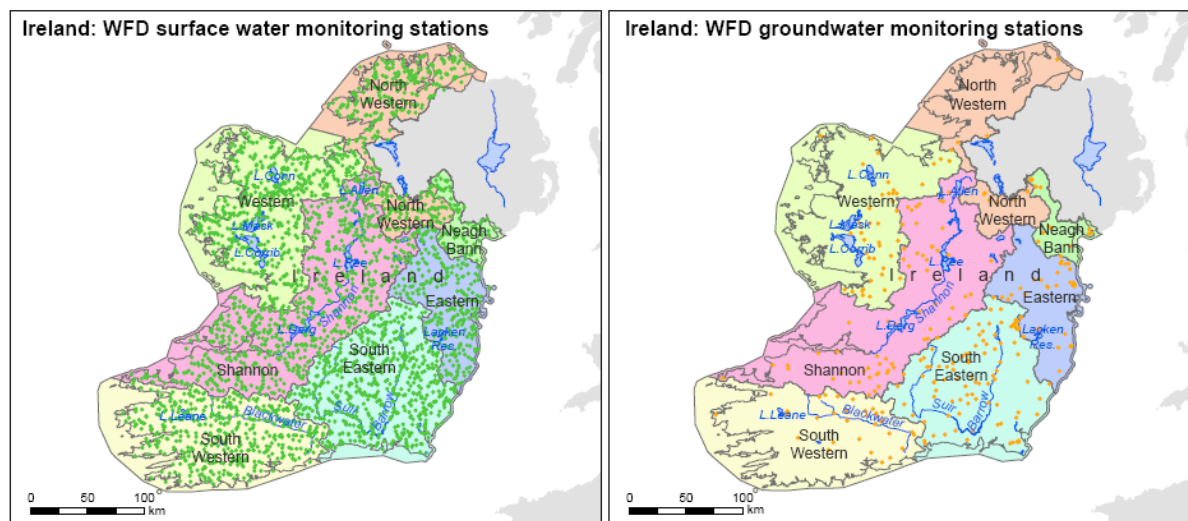 Ireland: WFD surface water monitoring stations
North
Western
L.Conn
L.Allen
Western
North
Western
L.Mask
Neagh
Bann
L.Corrib
L.Ree
Ireland
Eastern
Shannon
L.Derg
Lacken
Res.
South
Eastern
Shannon
Suir
L.Leane
Blackwater
Barrow
South
Western
0 50 100
km
Ireland: WFD groundwater monitoring stations
North
Western
L.Conn
L.Allen
Western
North
Western
L.Mask
Neagh
Bann
L.Corrib
L.Ree
Ireland
Eastern
Shannon
L.Derg
Lacken
Res.
South
Eastern
Shannon
Suir
L.Leane
Blackwater
Barrow
South
Western
0 50 100
km